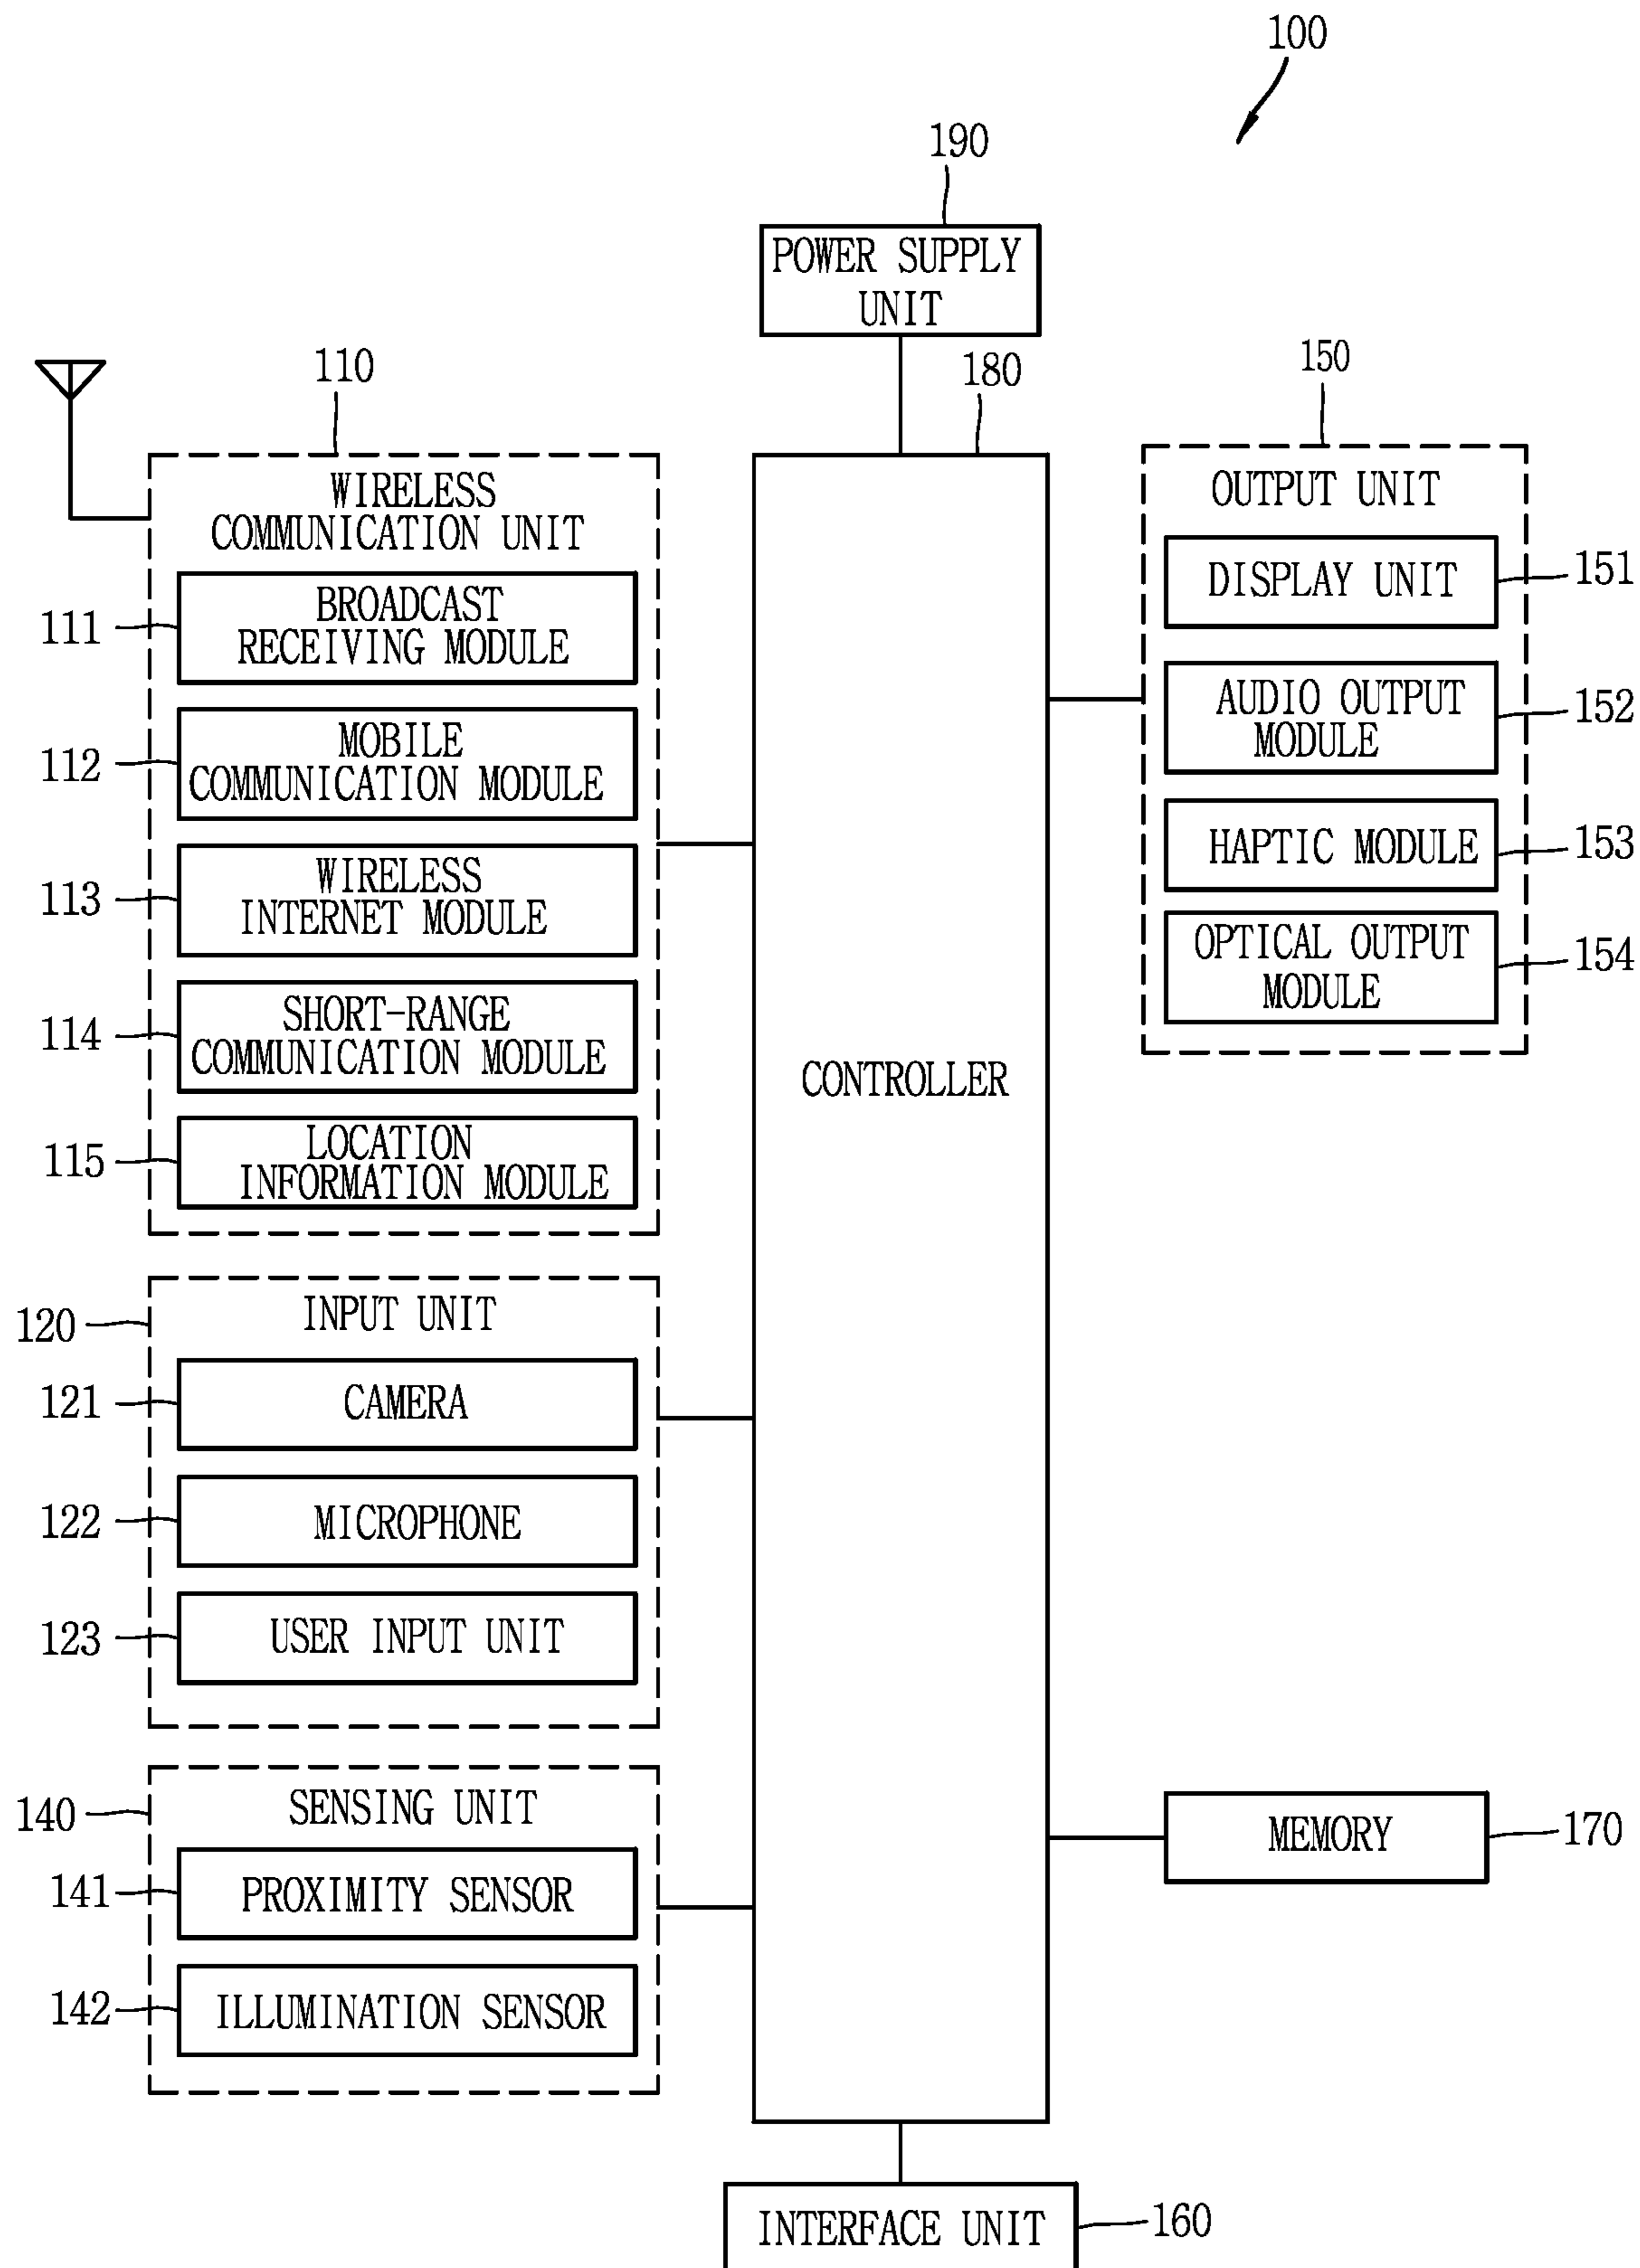 100
190
POWER SUPPLY
UNIT
110
180
150
WIRELESS
COMMUNICATION UNIT
111
BROADCAST
RECEIVING MODULE
112
MOBILE
COMMUNICATION MODULE
113
WIRELESS
INTERNET MODULE
114
SHORT-RANGE
COMMUNICATION MODULE
115
LOCATION
INFORMATION MODULE
120
INPUT UNIT
121
CAMERA
122
MICROPHONE
123
USER INPUT UNIT
140
SENSING UNIT
141
PROXIMITY SENSOR
142
ILLUMINATION SENSOR
CONTROLLER
OUTPUT UNIT
DISPLAY UNIT
151
AUDIO OUTPUT
MODULE
152
HAPTIC MODULE
153
OPTICAL OUTPUT
MODULE
154
MEMORY
170
INTERFACE UNIT
160